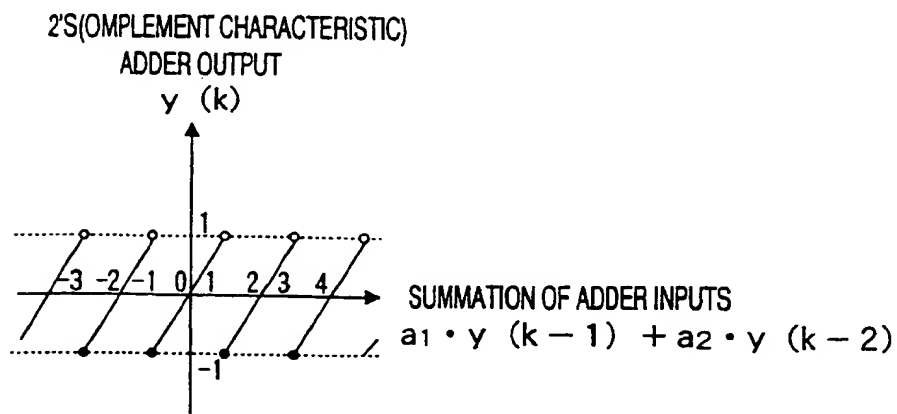 2'S(OMPLEMENT CHARACTERISTIC)
ADDER OUTPUT
y (k)
1
-3 -2 -1 0 1 2 3 4
SUMMATION OF ADDER INPUTS
a1・y (k-1) +a2・y (k-2)
-1